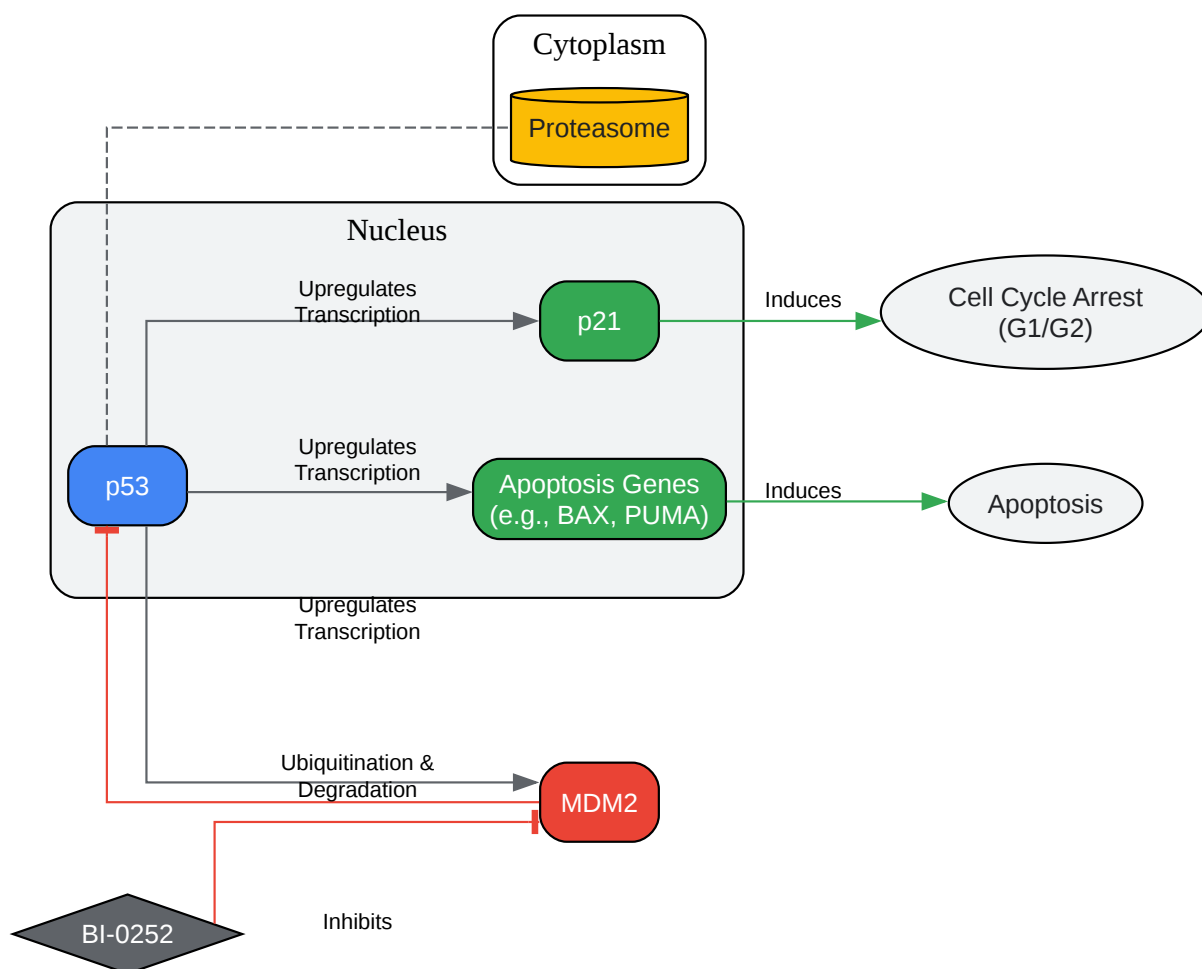 Cytoplasm
Proteasome
Nucleus
Upregulates
Transcription
p21
Induces
Cell Cycle Arrest
(G1/G2)
p53
Upregulates
Transcription
Apoptosis Genes
(e.g., BAX, PUMA)
Induces
Apoptosis
Upregulates
Transcription
Ubiquitination &
Degradation
MDM2
BI-0252
Inhibits